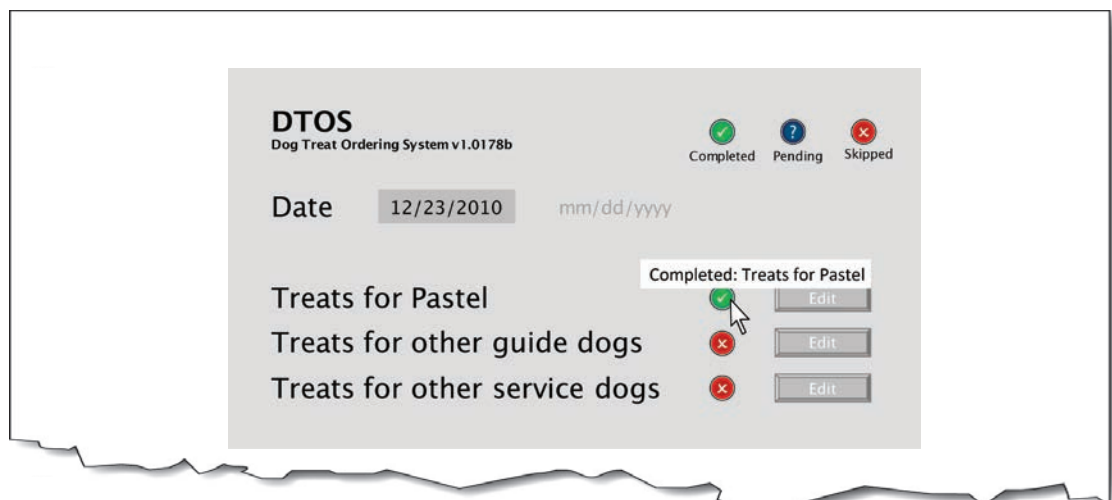 DTOS
Dog Treat Ordering System v1.0178b
Completed Pending Skipped
Date 12/23/2010 mm/dd/yyyy
Completed: Treats for Pastel
Treats for Pastel Edit
Treats for other guide dogs Edit
Treats for other service dogs Edit